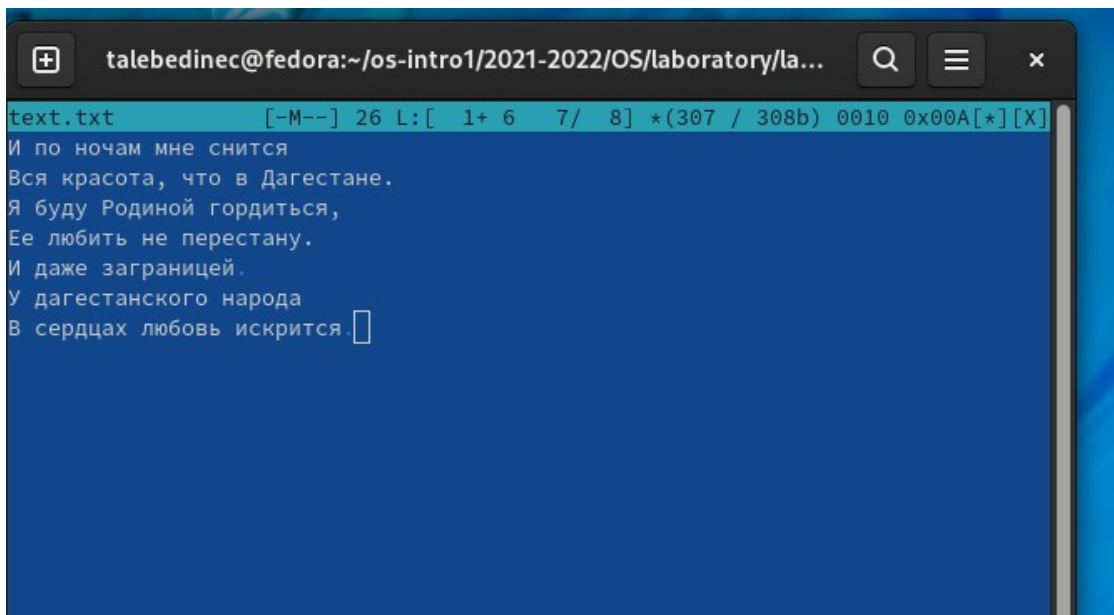 talebedinec@fedora:~/os-intro1/2021-2022/OS/laboratory/la...
text.txt [-M--] 26 L:[ 1+ 6 7/ 8] *(307 / 308b) 0010 0x00A[*][X]
И по ночам мне снится
Вся красота, что в Дагестане.
Я буду Родиной гордиться,
Ее любить не перестану.
И даже заграницей.
У дагестанского народа
В сердцах любовь искрится.